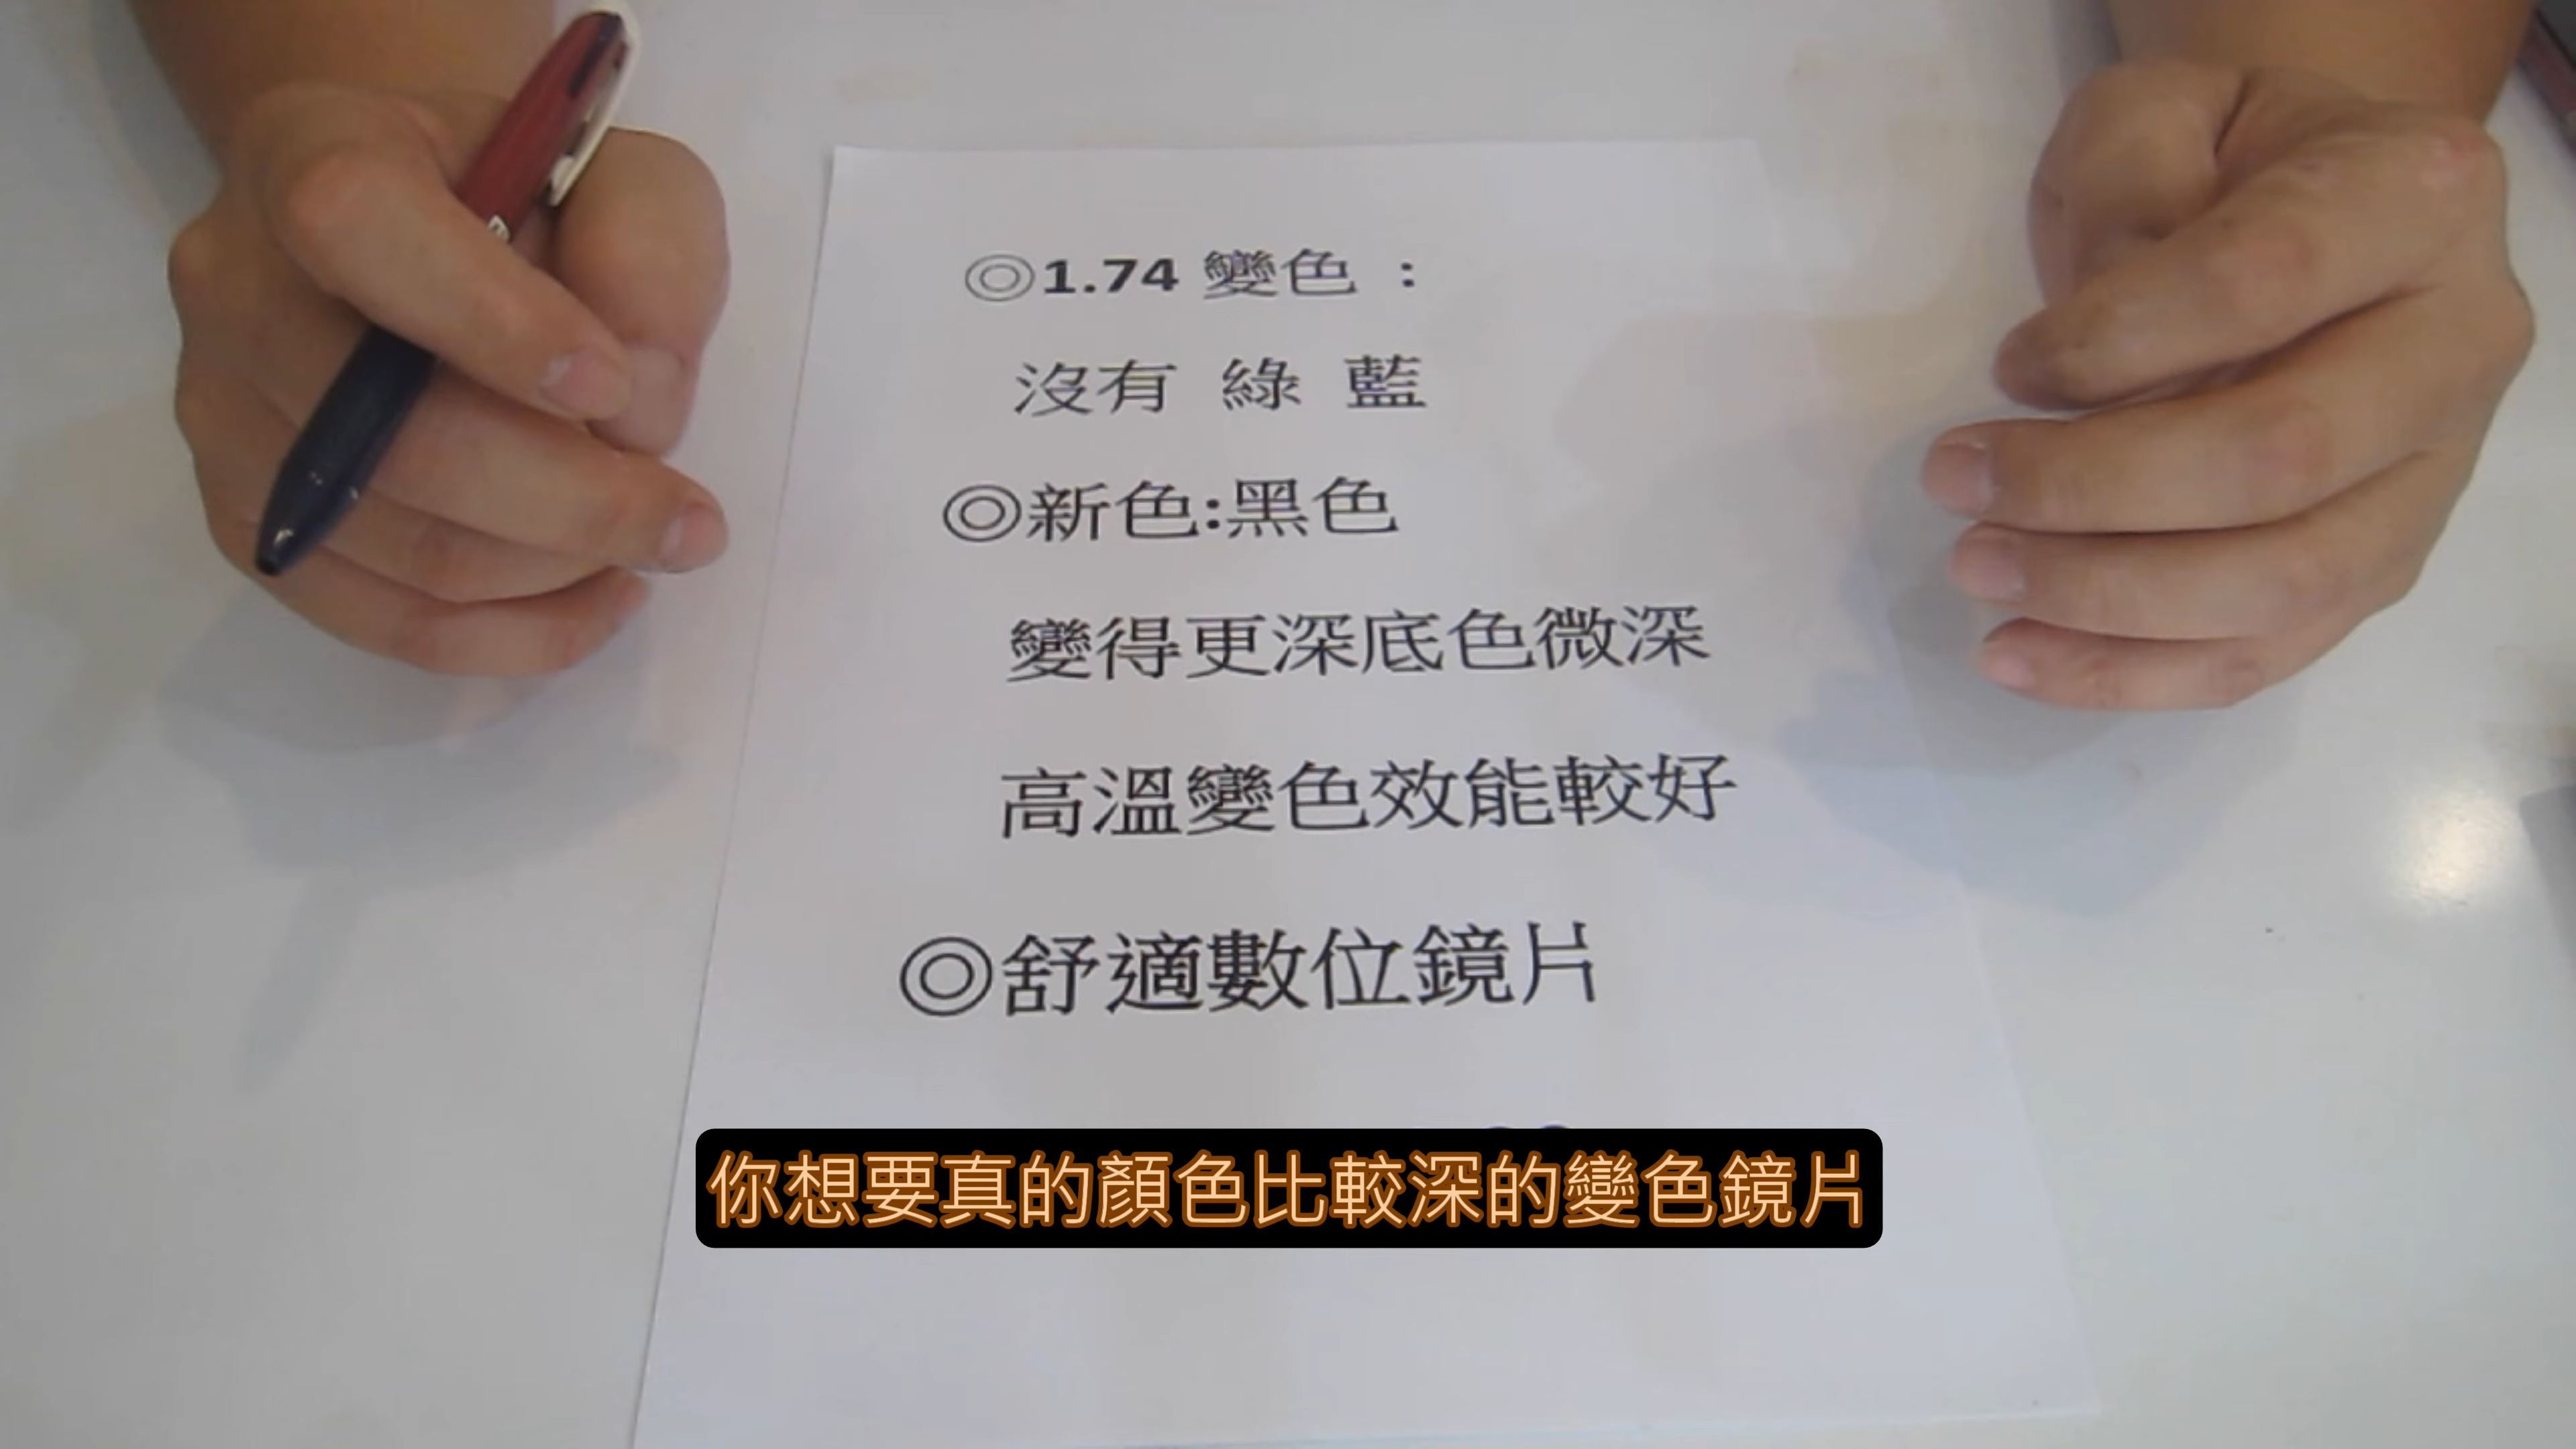 ◎1.74 變色 :
沒有 綠 藍
◎新色:黑色
變得更深底色微深
高溫變色效能較好
◎舒適數位鏡片
你想要真的顏色比較深的變色鏡片